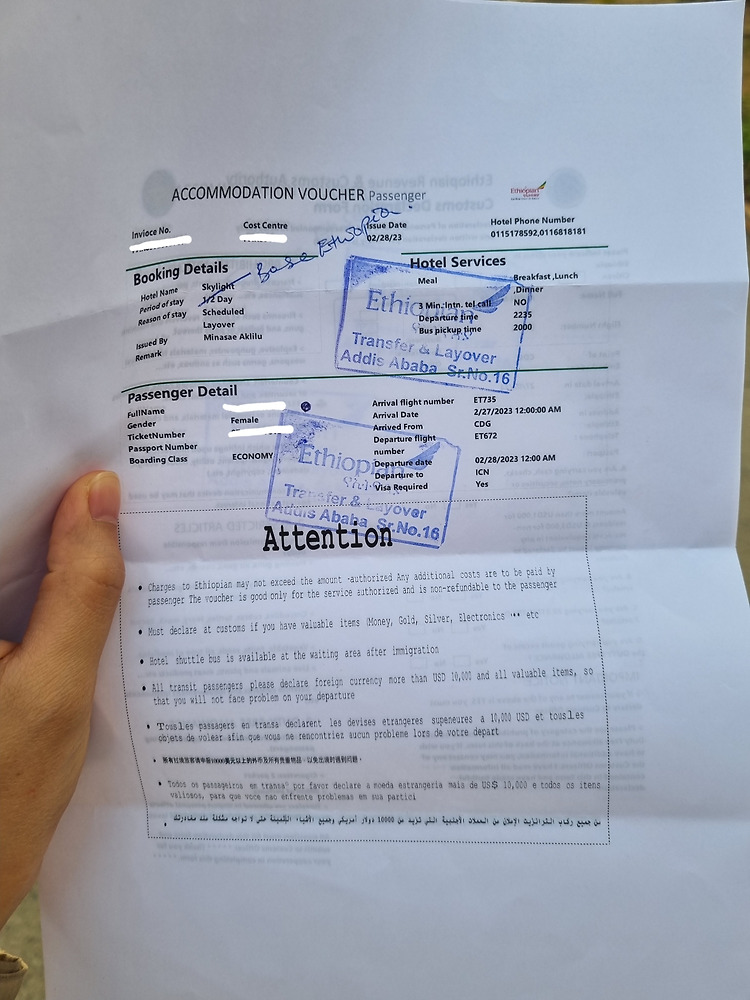 ACCOMMODATION VOUCHER Passenger
Ethiopian
Invioce No.
Cost Centre
Issue Date
02/28/23
Hotel Phone Number
0115178592,0116818181
Booking Details
Base Ethiopia
Hotel Name Skylight
Period of stay 1/2 Day
Reason of stay Scheduled
Layover
Issued By Minasae Aklilu
Remark
Hotel Services
Meal Breakfast ,Lunch
,Dinner
3 Min.Intn. tel call NO
Departure time 2235
Bus pickup time 2000
Ethiopian
Transfer & Layover
Addis Ababa Sr.No.16
Passenger Detail
FullName
Gender Female
TicketNumber
Passport Number
Boarding Class ECONOMY
Arrival flight number ET735
Arrival Date 2/27/2023 12:00:00 AM
Arrived From CDG
Departure flight ET672
number
Departure date 02/28/2023 12:00 AM
Departure to ICN
Visa Required Yes
Ethiopian
Transfer & Layover
Addis Ababa Sr.No.16
Attention
• Charges to Ethiopian may not exceed the amount -authorized Any additional costs are to be paid by
passenger The voucher is good only for the service authorized and is non-refundable to the passenger
• Must declare at customs if you have valuable items (Money, Gold, Silver, Electronics ··· etc
• Hotel shuttle bus is available at the waiting area after immigration
• All transit passengers please declare foreign currency more than USD 10,000 and all valuable items, so
that you will not face problem on your departure
• Tousles passagers en transa declarent les devises etrangeres supeneures a 10,000 USD et tousles
objets de volear afin que vous ne rencontriez aucun probleme lors de votre depart
• Todos os passageiros em transa° por favor declare a moeda estrangeria mais de US$ 10,000 e todos os itens
valiosos, para que voce nao enfrente problemas em sua partici